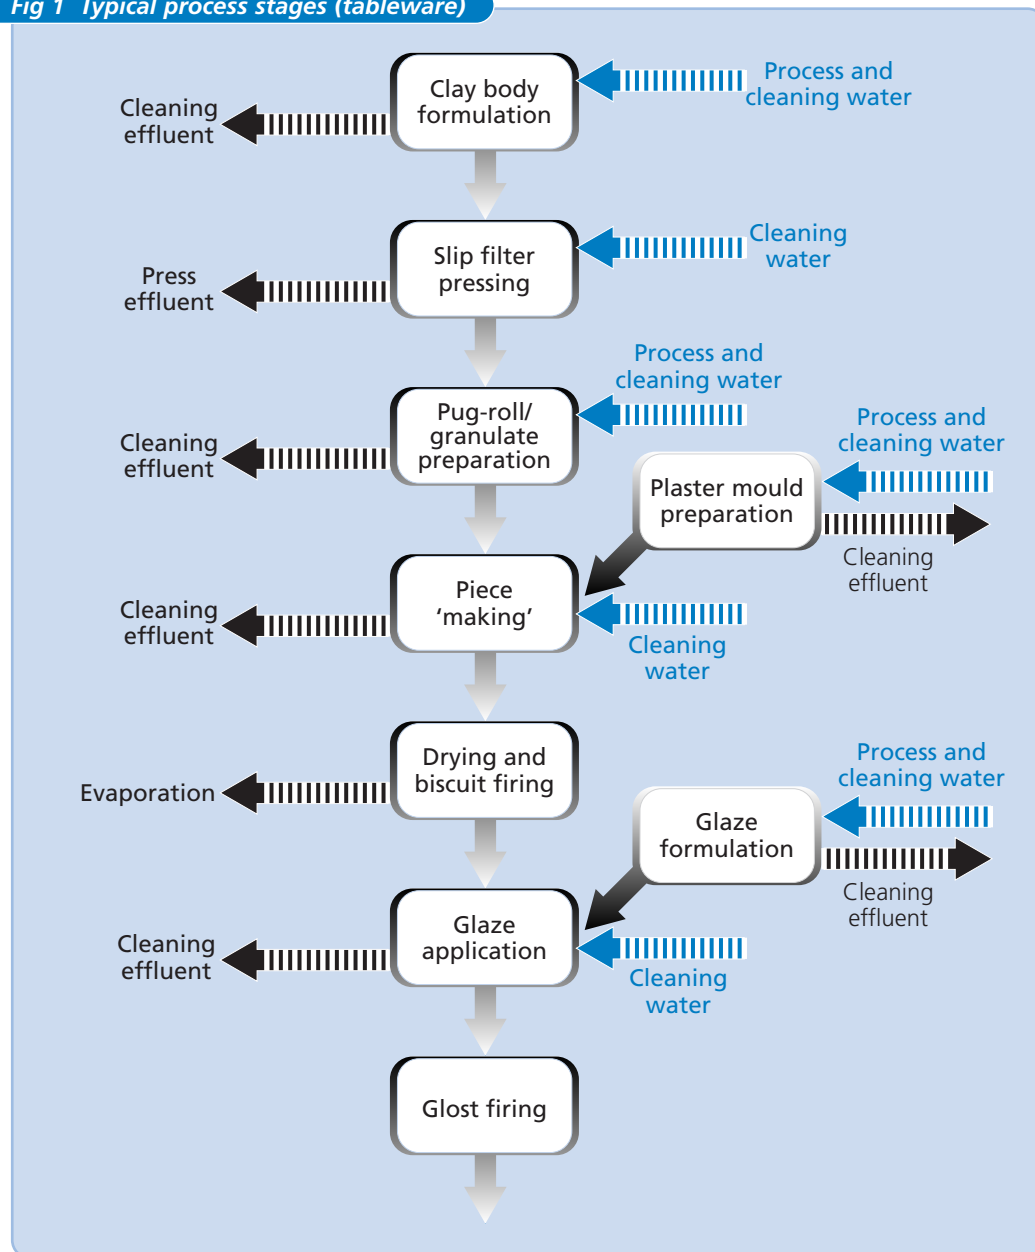 Fig 1 Typical process stages (tableware)
Clay body
formulation
Process and
cleaning water
Cleaning
effluent
Slip filter
pressing
Cleaning
water
Press
effluent
Process and
cleaning water
Pug-roll/
granulate
preparation
Cleaning
effluent
Process and
cleaning water
Plaster mould
preparation
Cleaning
effluent
Piece
‘making’
Cleaning
effluent
Cleaning
water
Drying and
biscuit firing
Evaporation
Process and
cleaning water
Glaze
formulation
Cleaning
effluent
Glaze
application
Cleaning
effluent
Cleaning
water
Glost firing